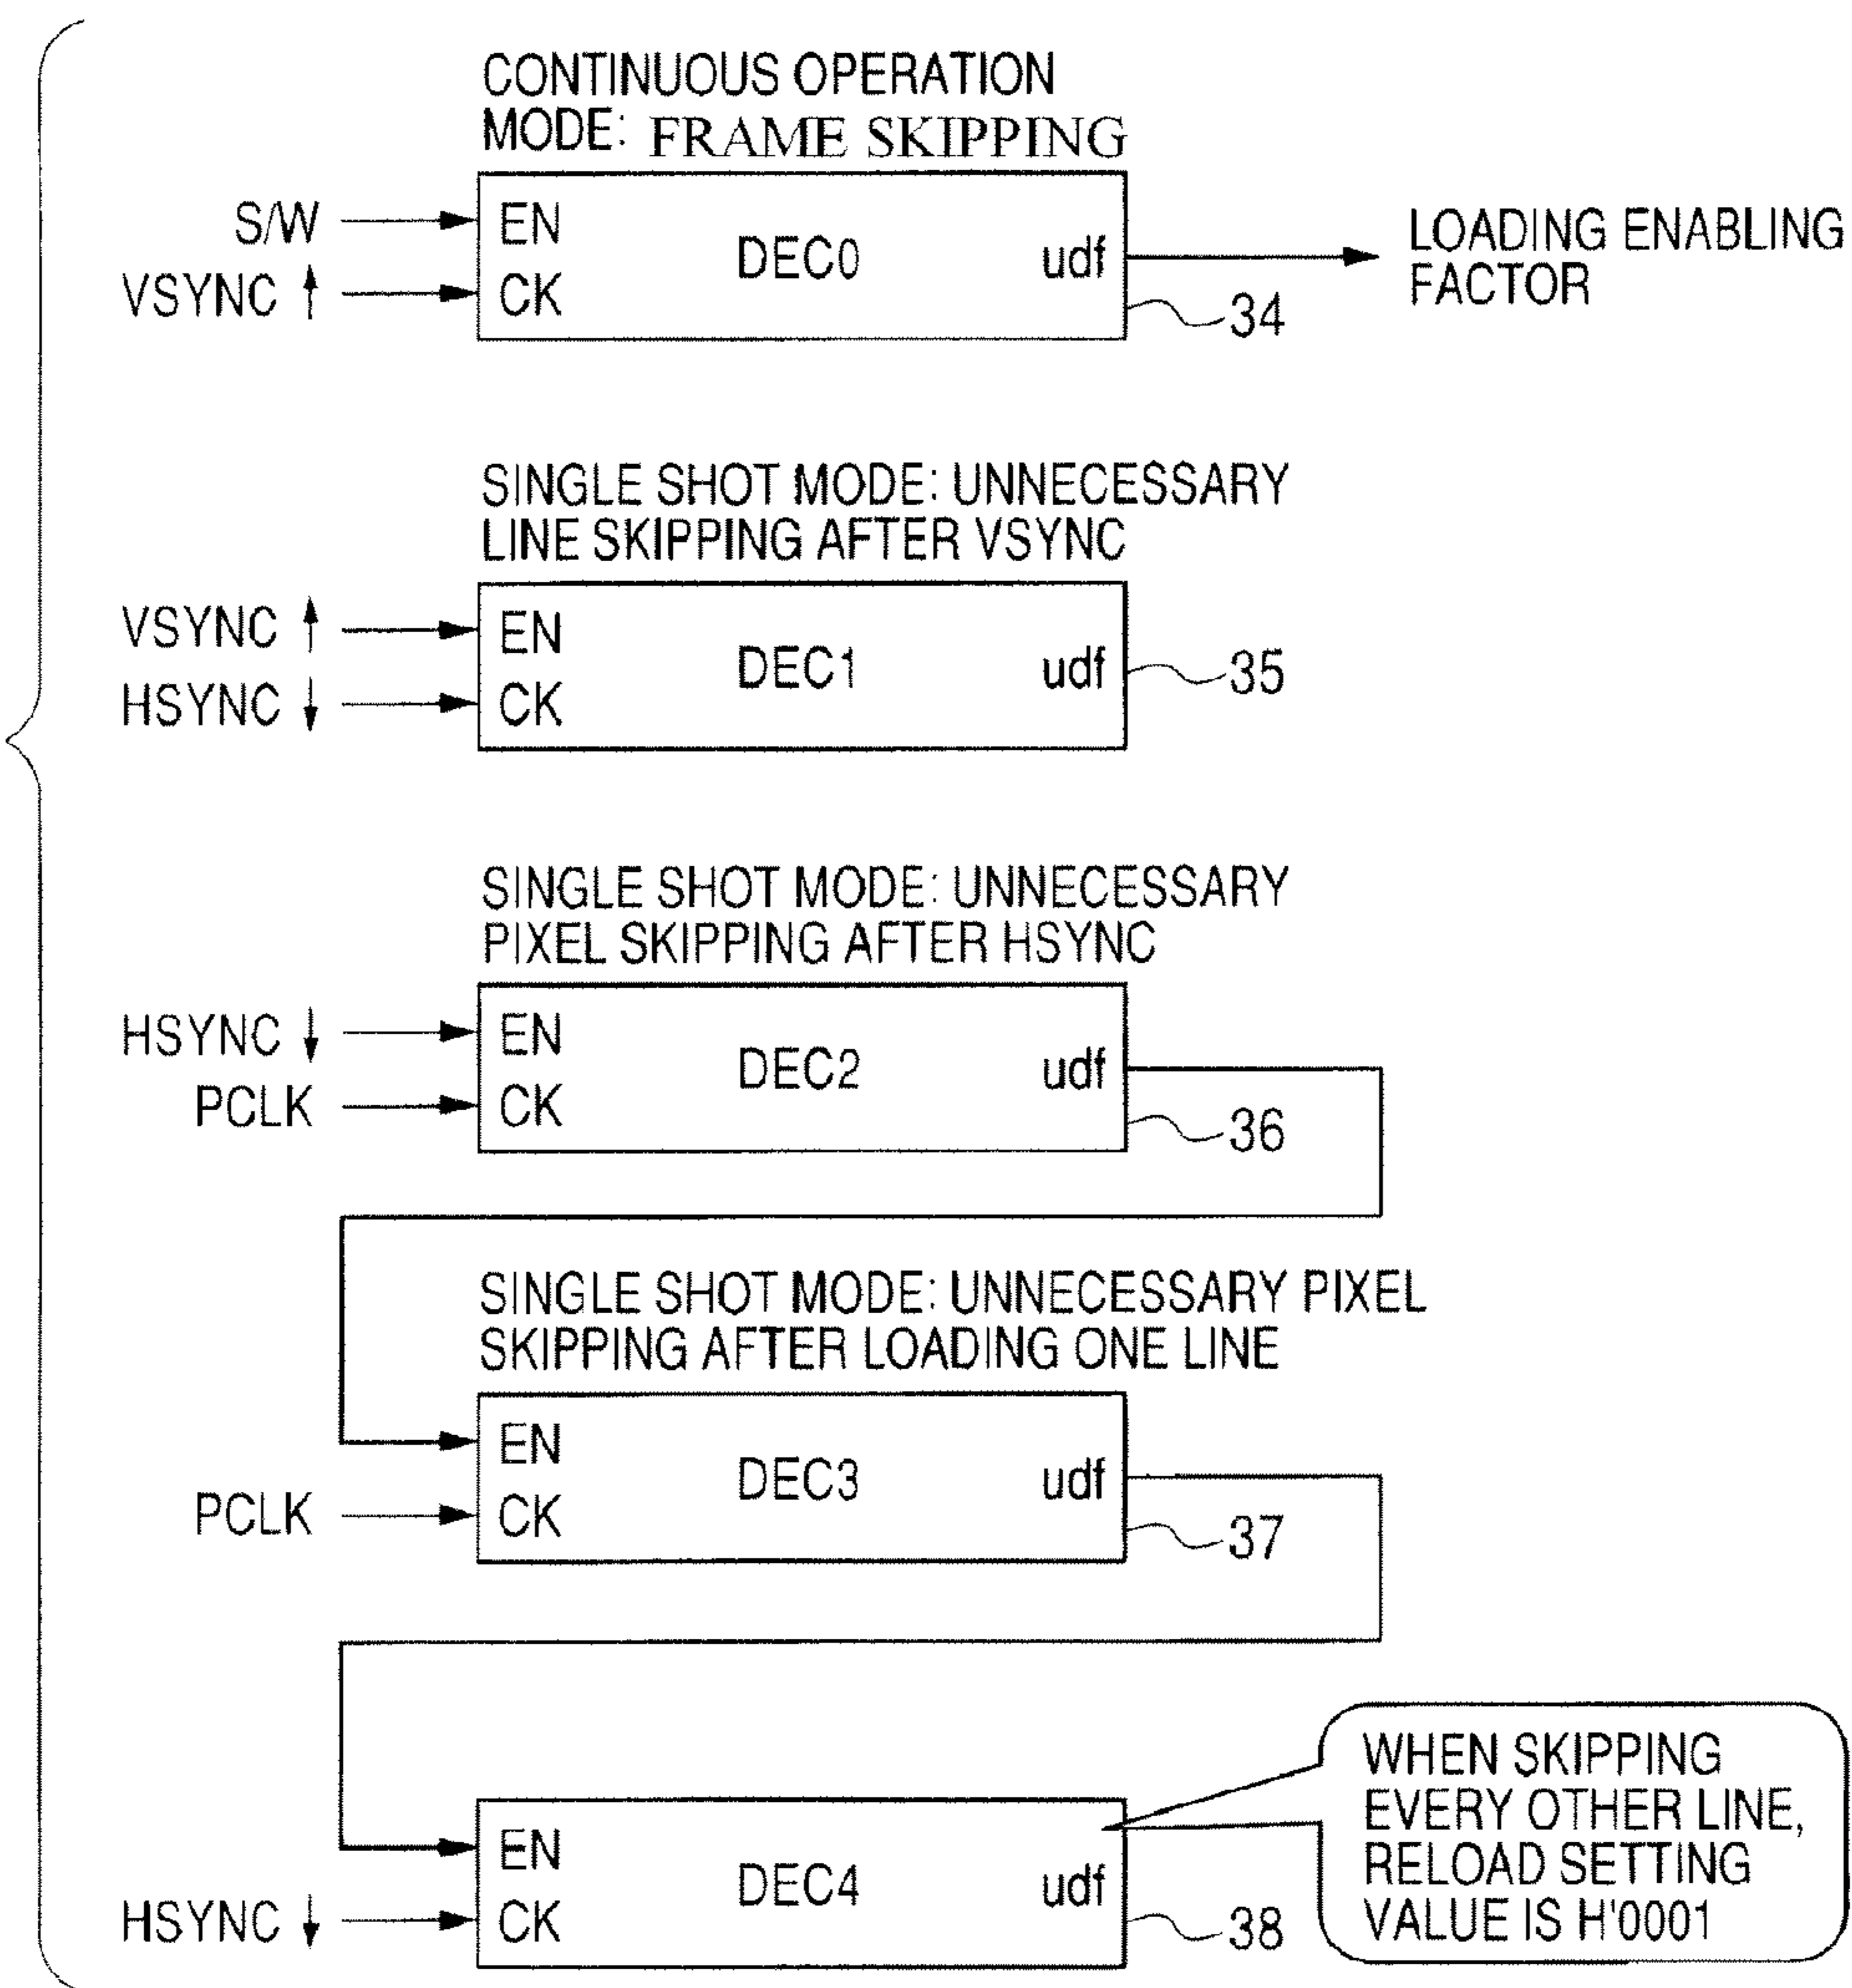 CONTINUOUS OPERATION
MODE: FRAME SKIPPING
S/W
EN
VSYNC ↑
CK
DEC0
udf
34
LOADING ENABLING
FACTOR
SINGLE SHOT MODE: UNNECESSARY
LINE SKIPPING AFTER VSYNC
VSYNC ↑
EN
HSYNC ↓
CK
DEC1
udf
35
SINGLE SHOT MODE: UNNECESSARY
PIXEL SKIPPING AFTER HSYNC
HSYNC ↓
EN
PCLK
CK
DEC2
udf
36
SINGLE SHOT MODE: UNNECESSARY PIXEL
SKIPPING AFTER LOADING ONE LINE
EN
PCLK
CK
DEC3
udf
37
EN
HSYNC ↓
CK
DEC4
udf
38
WHEN SKIPPING
EVERY OTHER LINE,
RELOAD SETTING
VALUE IS H'0001